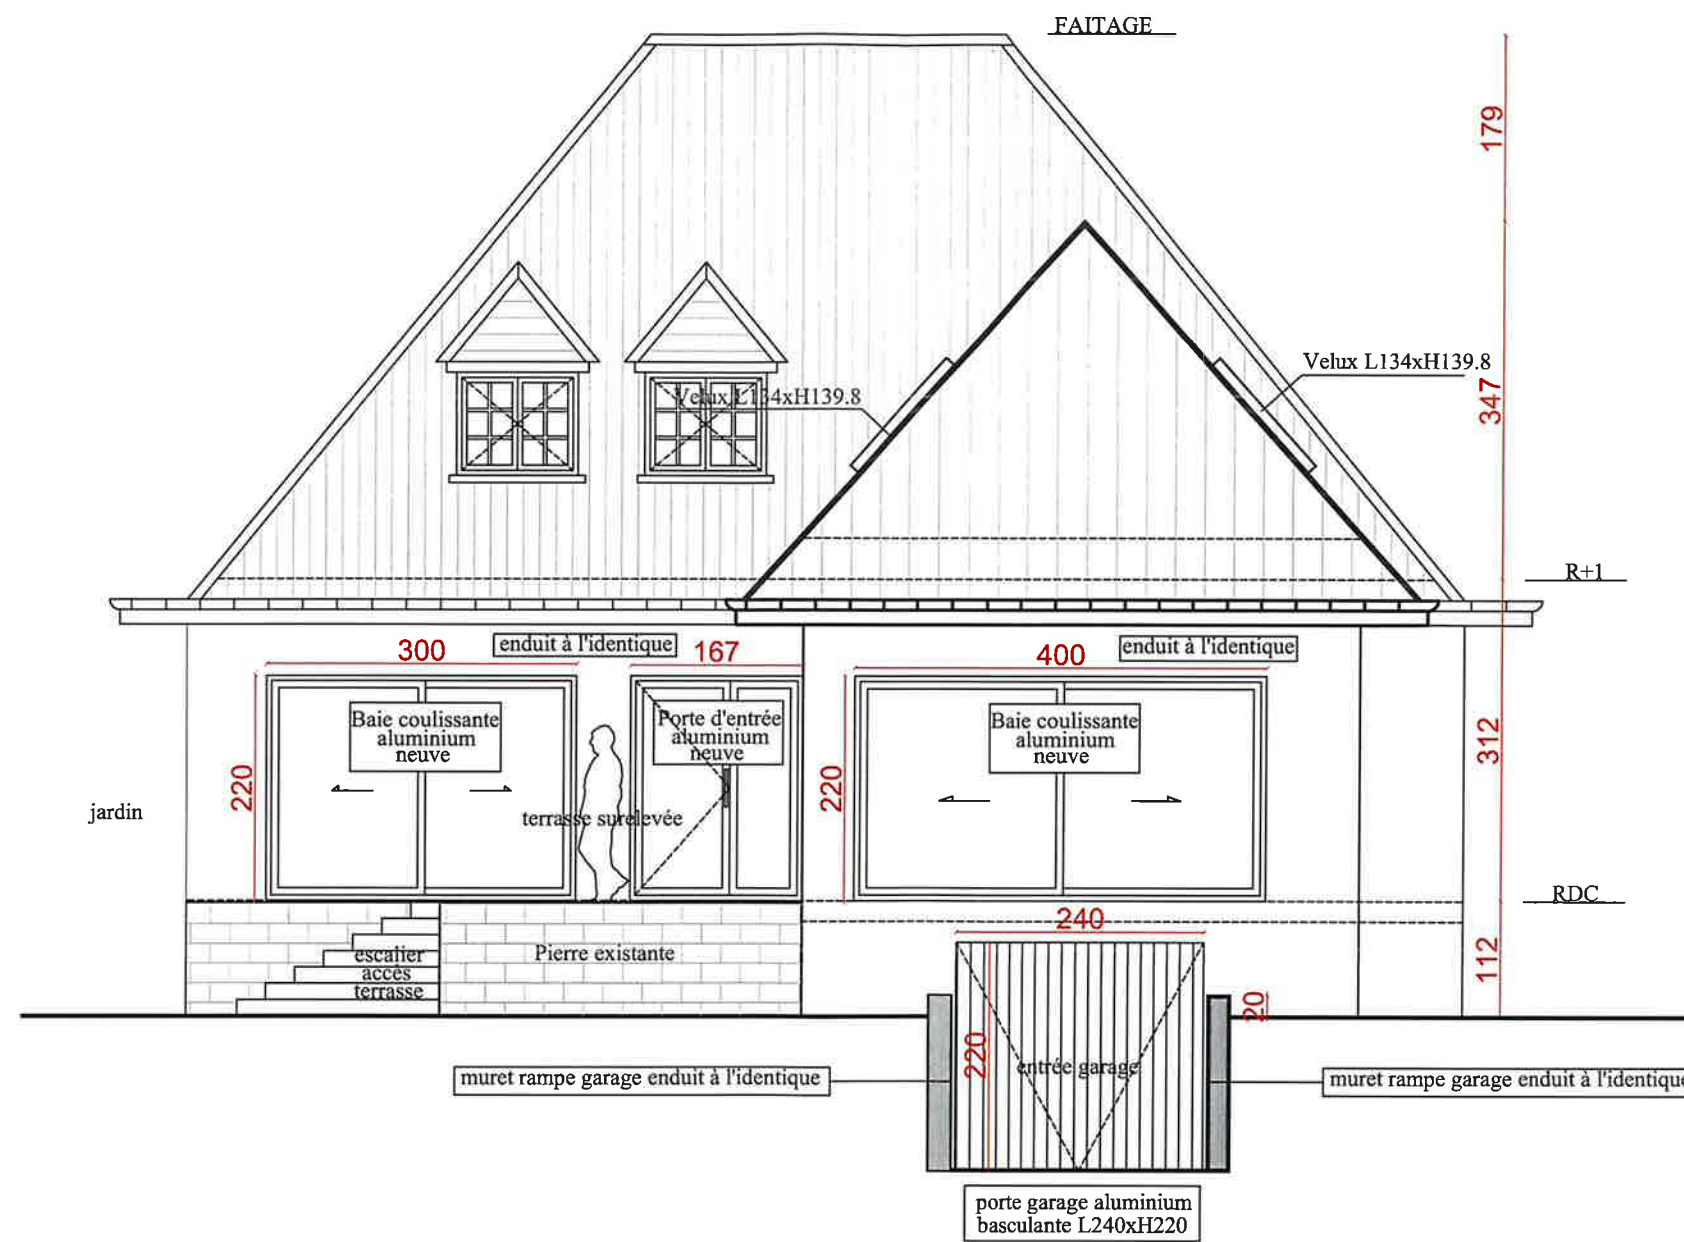 FAITAGE
179
Velux L134xH139.8
347
Velux L134xH139.8
R+1
enduit à l'identique
300
167
enduit à l'identique
400
Baie coulissante
aluminium
neuve
Porte d'entrée
aluminium
neuve
Baie coulissante
aluminium
neuve
312
220
220
jardin
terrasse surelevée
RDC
240
escalier
accès
terrasse
Pierre existante
112
20
220
entrée garage
muret rampe garage enduit à l'identique
muret rampe garage enduit à l'identique
porte garage aluminium
basculante L240xH220